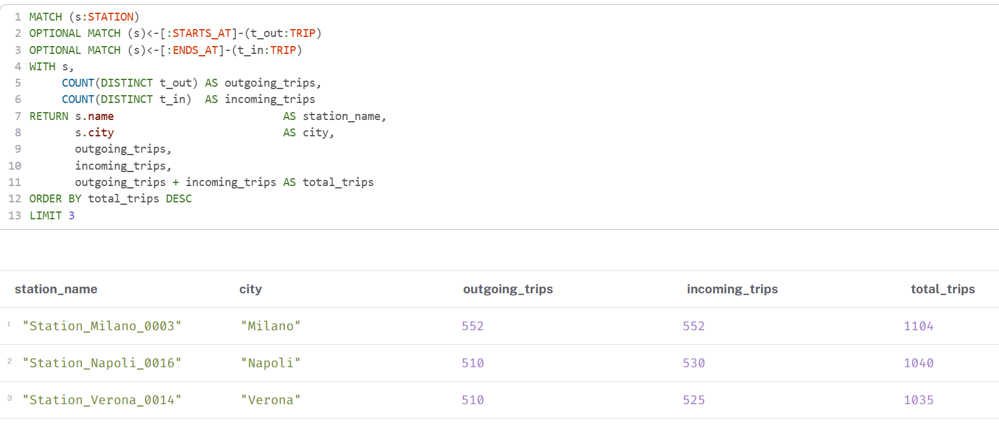 1 MATCH (s:STATION)
2 OPTIONAL MATCH (s)<-[:STARTS_AT]-(t_out:TRIP)
3 OPTIONAL MATCH (s)<-[:ENDS_AT]-(t_in:TRIP)
4 WITH s,
5      COUNT(DISTINCT t_out) AS outgoing_trips,
6      COUNT(DISTINCT t_in)  AS incoming_trips
7 RETURN s.name                          AS station_name,
8        s.city                          AS city,
9        outgoing_trips,
10        incoming_trips,
11        outgoing_trips + incoming_trips AS total_trips
12 ORDER BY total_trips DESC
13 LIMIT 3
station_name city outgoing_trips incoming_trips total_trips
1 "Station_Milano_0003" "Milano" 552 552 1104
2 "Station_Napoli_0016" "Napoli" 510 530 1040
3 "Station_Verona_0014" "Verona" 510 525 1035